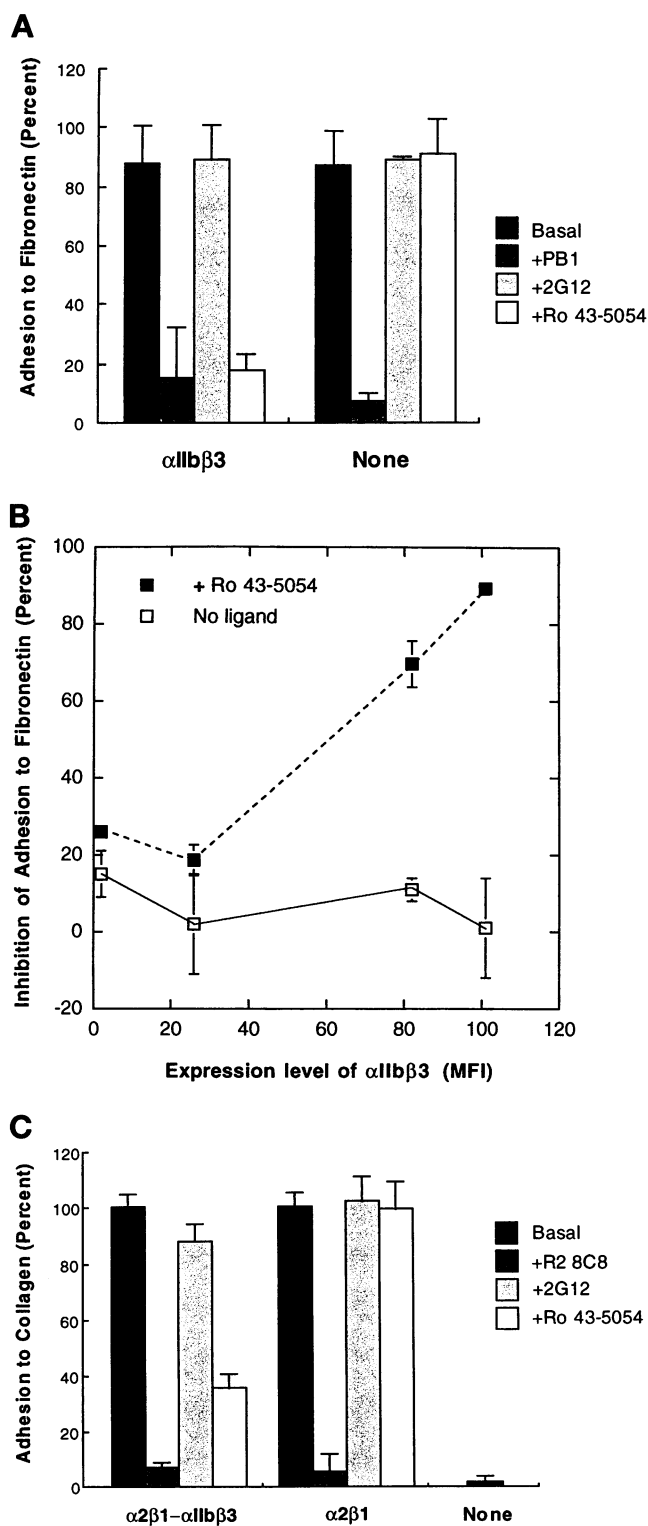 A
Adhesion to Fibronectin (Percent)
120
100
80
60
40
20
0
αIIbβ3
None
Basal
+PB1
+2G12
+Ro 43-5054
B
Inhibition of Adhesion to Fibronectin (Percent)
100
80
60
40
20
0
-20
+ Ro 43-5054
No ligand
0 20 40 60 80 100 120
Expression level of αIIbβ3 (MFI)
C
Adhesion to Collagen (Percent)
120
100
80
60
40
20
0
α2β1–αIIbβ3
α2β1
None
Basal
+R2 8C8
+2G12
+Ro 43-5054